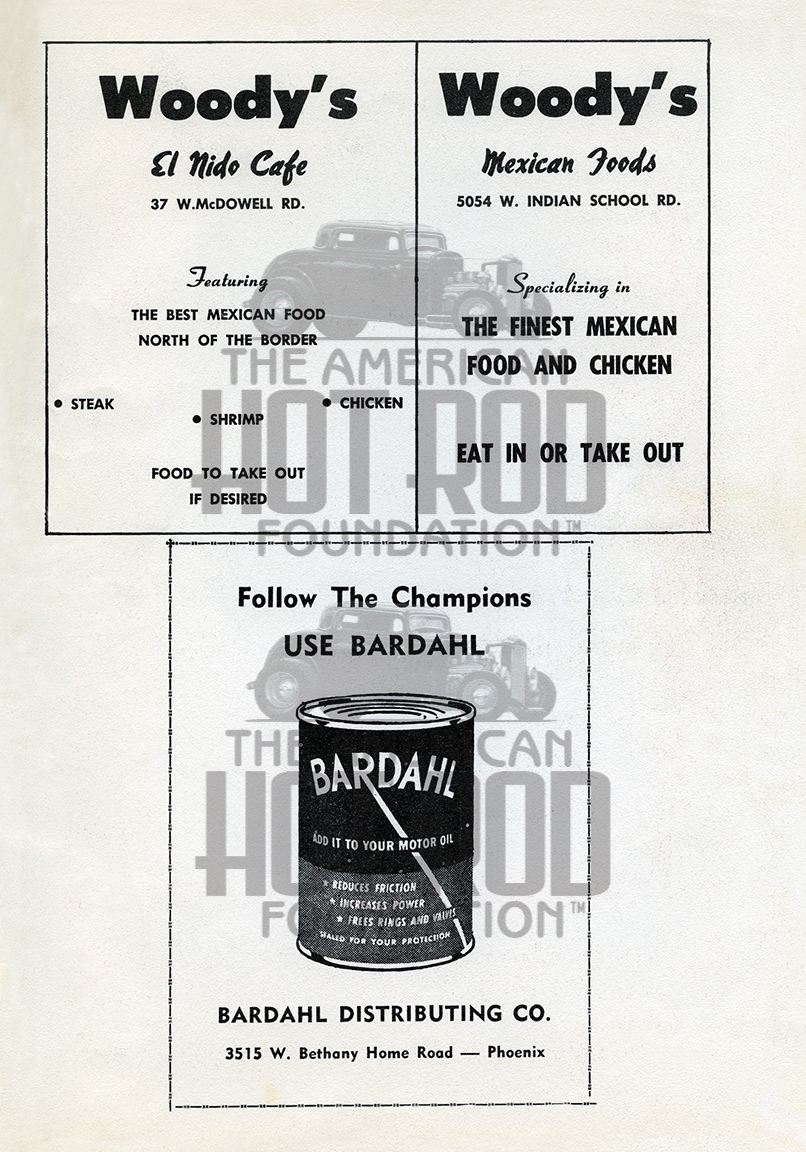 Woody's
El Nido Cafe
37 W.McDOWELL RD.
Featuring
THE BEST MEXICAN FOOD
NORTH OF THE BORDER
• STEAK
• SHRIMP
• CHICKEN
FOOD TO TAKE OUT
IF DESIRED
Woody's
Mexican Foods
5054 W. INDIAN SCHOOL RD.
Specializing in
THE FINEST MEXICAN
FOOD AND CHICKEN
EAT IN OR TAKE OUT
THE AMERICAN
HOT ROD
FOUNDATION™
Follow The Champions
USE BARDAHL
BARDAHL
ADD IT TO YOUR MOTOR OIL
★ REDUCES FRICTION
★ INCREASES POWER
★ FREES RINGS AND VALVES
SEALED FOR YOUR PROTECTION
BARDAHL DISTRIBUTING CO.
3515 W. Bethany Home Road — Phoenix
THE AMERICAN
HOT ROD
FOUNDATION™